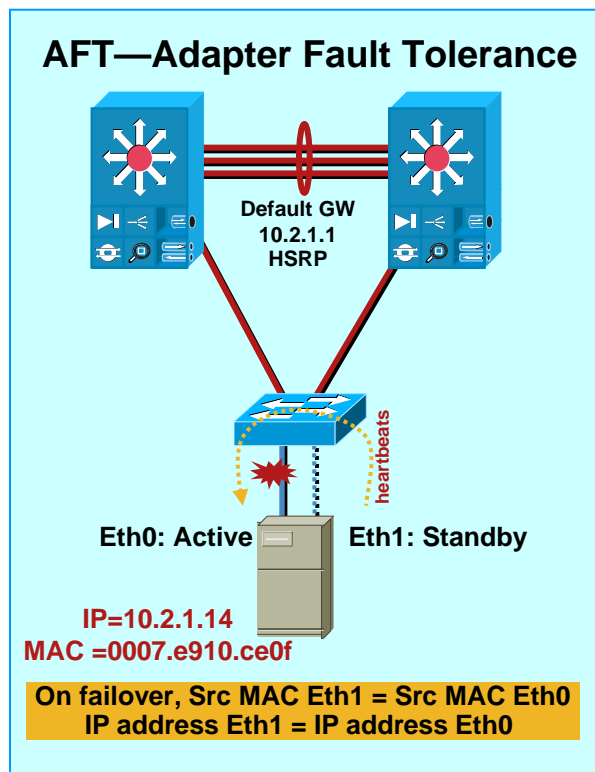 AFT—Adapter Fault Tolerance
Default GW
10.2.1.1
HSRP
heartbeats
Eth0: Active
Eth1: Standby
IP=10.2.1.14
MAC =0007.e910.ce0f
On failover, Src MAC Eth1 = Src MAC Eth0
IP address Eth1 = IP address Eth0